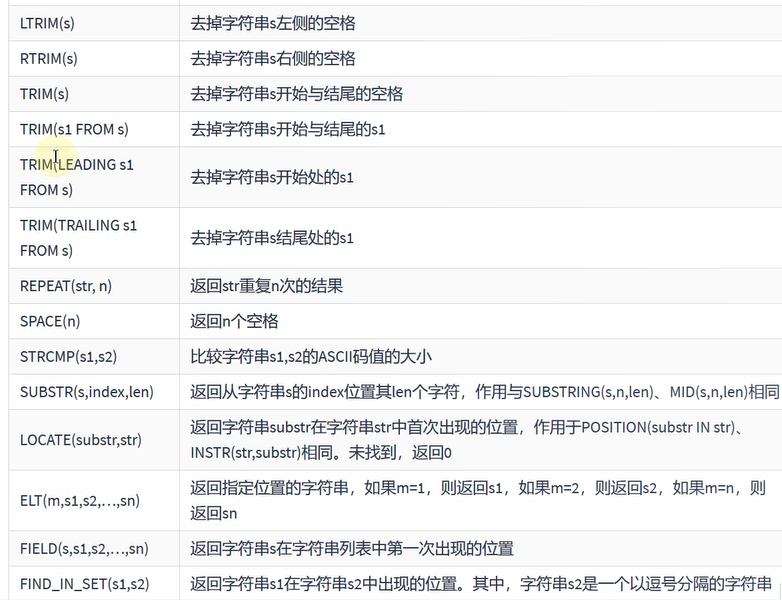 LTRIM(s) 去掉字符串s左侧的空格
RTRIM(s) 去掉字符串s右侧的空格
TRIM(s) 去掉字符串s开始与结尾的空格
TRIM(s1 FROM s) 去掉字符串s开始与结尾的s1
TRIM(LEADING s1
FROM s)
去掉字符串s开始处的s1
TRIM(TRAILING s1
FROM s)
去掉字符串s结尾处的s1
REPEAT(str, n) 返回str重复n次的结果
SPACE(n) 返回n个空格
STRCMP(s1,s2) 比较字符串s1,s2的ASCII码值的大小
SUBSTR(s,index,len) 返回从字符串s的index位置其len个字符，作用与SUBSTRING(s,n,len)、MID(s,n,len)相同
LOCATE(substr,str)
返回字符串substr在字符串str中首次出现的位置，作用于POSITION(substr IN str)、
INSTR(str,substr)相同。未找到，返回0
ELT(m,s1,s2,…,sn)
返回指定位置的字符串，如果m=1，则返回s1，如果m=2，则返回s2，如果m=n，则
返回sn
FIELD(s,s1,s2,…,sn) 返回字符串s在字符串列表中第一次出现的位置
FIND_IN_SET(s1,s2) 返回字符串s1在字符串s2中出现的位置。其中，字符串s2是一个以逗号分隔的字符串